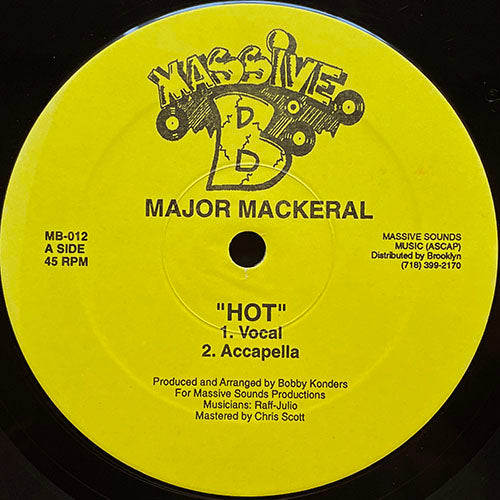 MASSIVE
B
D D
MAJOR MACKERAL
MB-012
A SIDE
45 RPM
MASSIVE SOUNDS
MUSIC (ASCAP)
Distributed by Brooklyn
(718) 399-2170
"HOT"
1. Vocal
2. Accapella
Produced and Arranged by Bobby Konders
For Massive Sounds Productions
Musicians: Raff-Julio
Mastered by Chris Scott